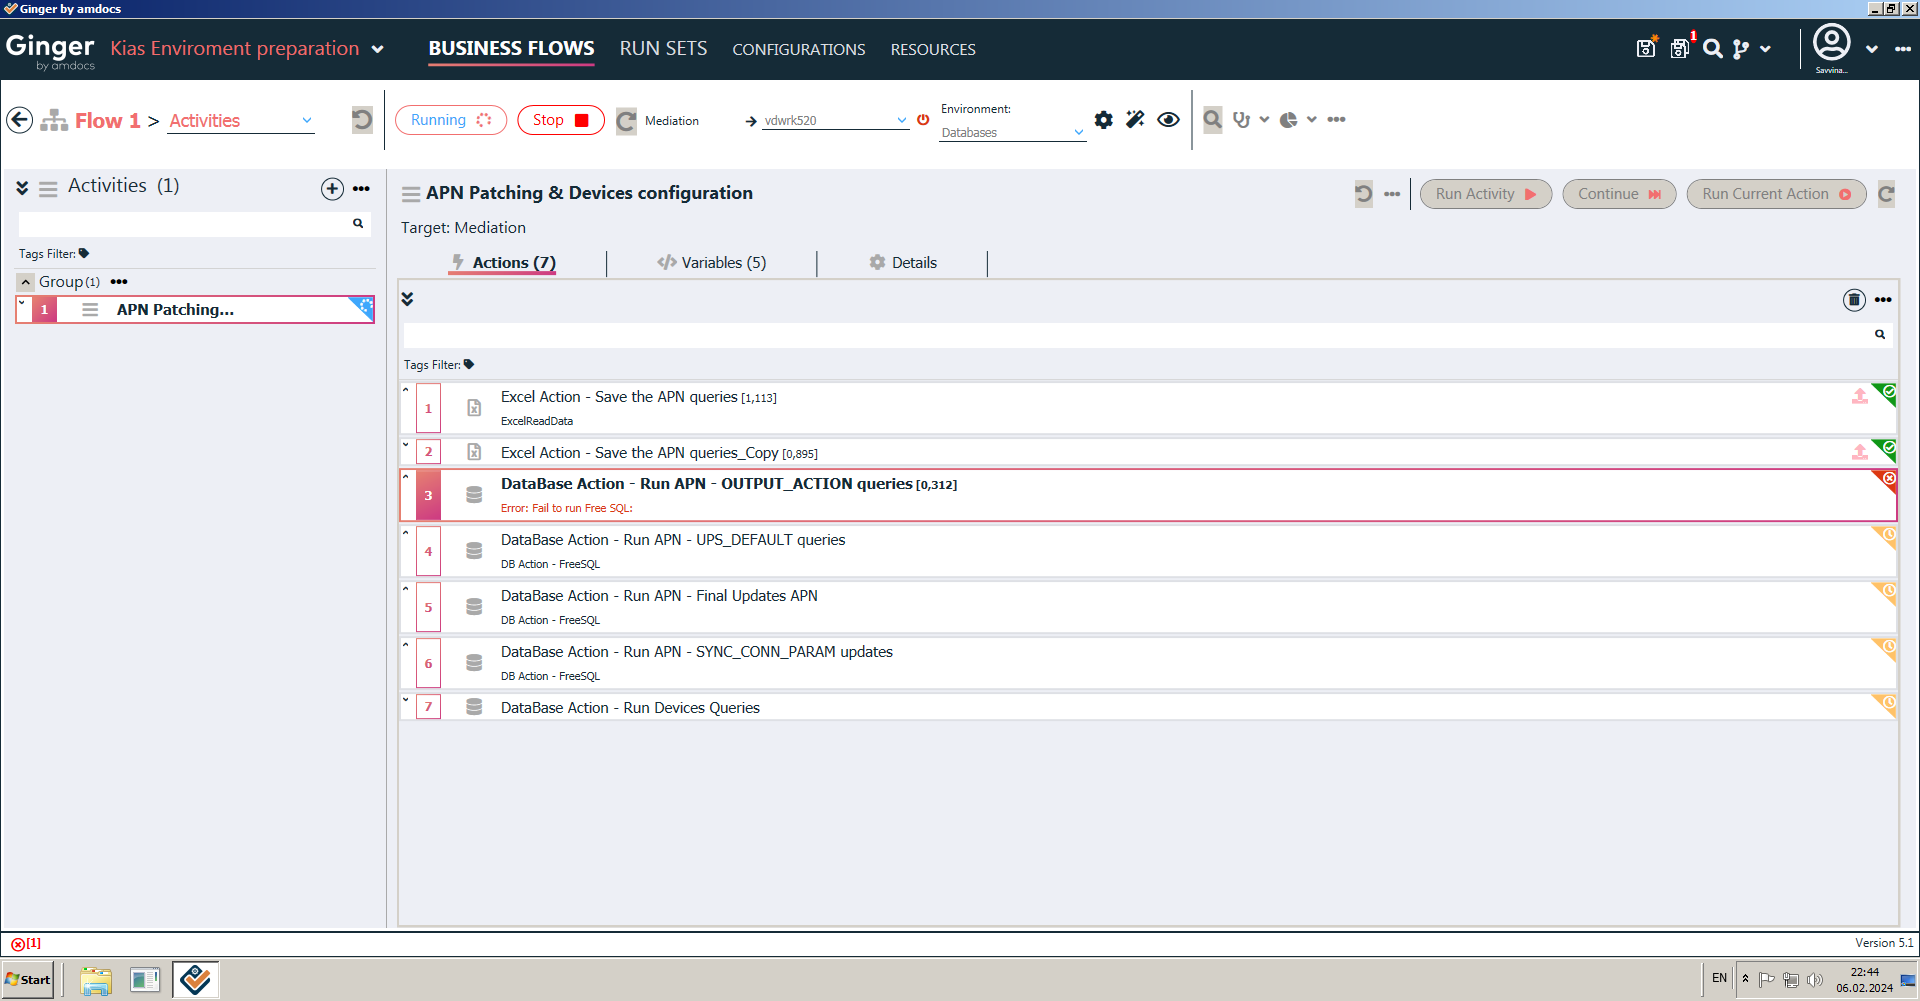 Ginger by amdocs
Ginger
by amdocs
Kias Enviroment preparation
BUSINESS FLOWS
RUN SETS
CONFIGURATIONS
RESOURCES
1
Savvina...
Flow 1 > Activities
Running
Stop
Mediation
vdwrk520
Environment:
Databases
Activities (1)
Tags Filter:
Group (1)
1 APN Patching...
APN Patching & Devices configuration
Run Activity
Continue
Run Current Action
Target: Mediation
Actions (7)
Variables (5)
Details
Tags Filter:
1 Excel Action - Save the APN queries [1,113]
ExcelReadData
2 Excel Action - Save the APN queries_Copy [0,895]
3 DataBase Action - Run APN - OUTPUT_ACTION queries [0,312]
Error: Fail to run Free SQL:
4 DataBase Action - Run APN - UPS_DEFAULT queries
DB Action - FreeSQL
5 DataBase Action - Run APN - Final Updates APN
DB Action - FreeSQL
6 DataBase Action - Run APN - SYNC_CONN_PARAM updates
DB Action - FreeSQL
7 DataBase Action - Run Devices Queries
[1]
Version 5.1
Start
EN
22:44
06.02.2024